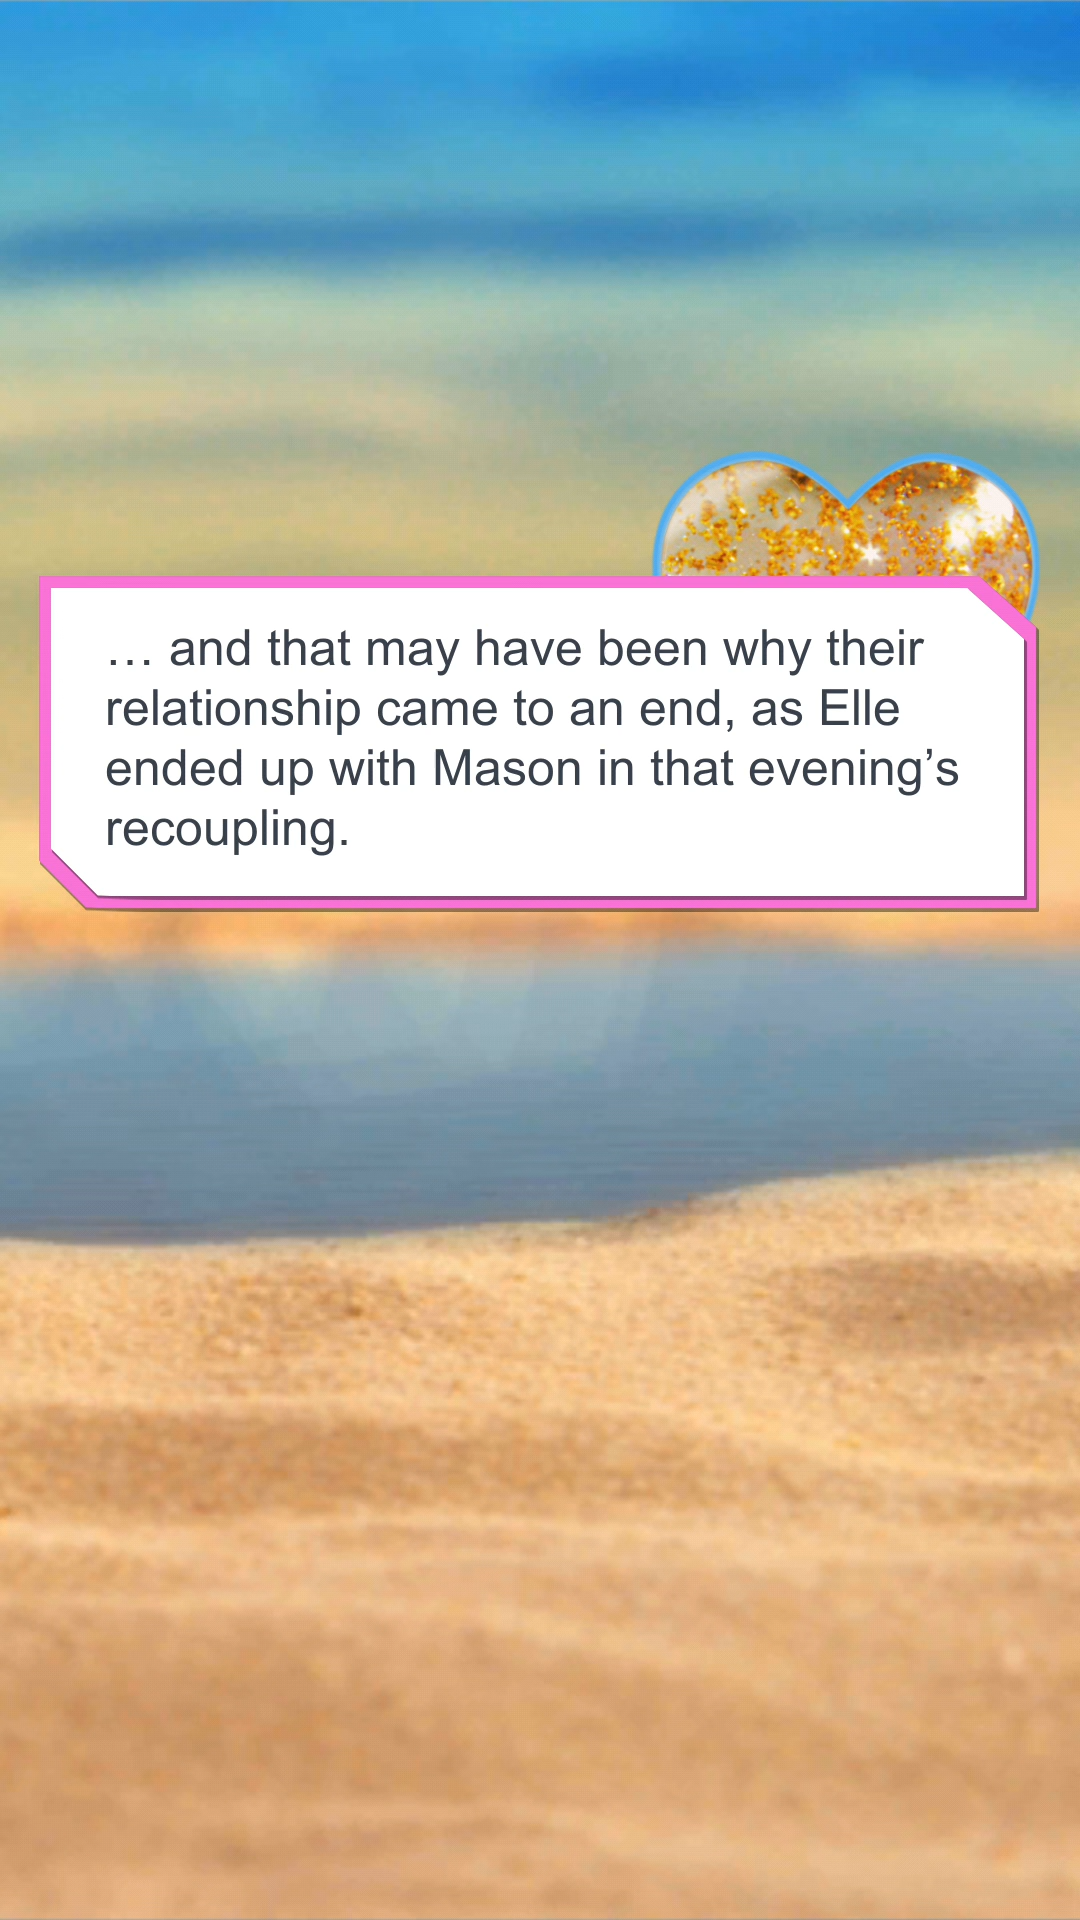 … and that may have been why their
relationship came to an end, as Elle
ended up with Mason in that evening’s
recoupling.